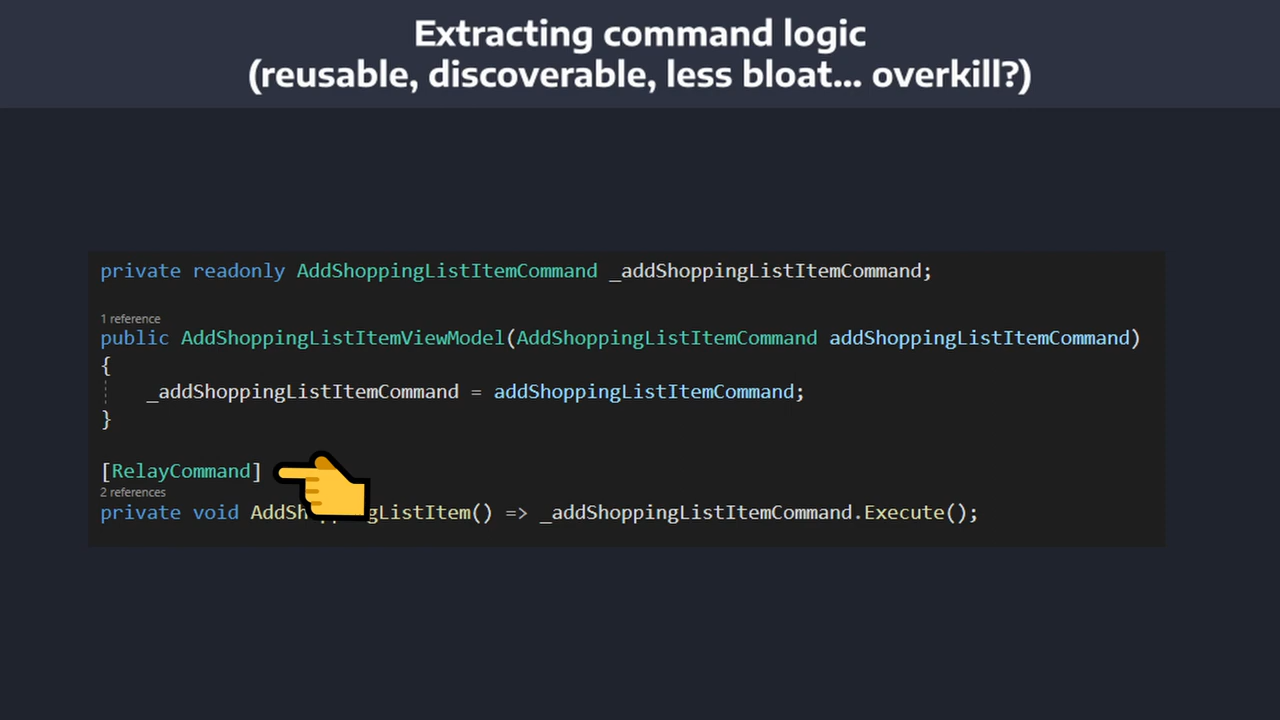 Extracting command logic
(reusable, discoverable, less bloat... overkill?)
private readonly AddShoppingListItemCommand _addShoppingListItemCommand;
1 reference
public AddShoppingListItemViewModel(AddShoppingListItemCommand addShoppingListItemCommand)
{
_addShoppingListItemCommand = addShoppingListItemCommand;
}
[RelayCommand]
2 references
private void AddShoppingListItem() => _addShoppingListItemCommand.Execute();